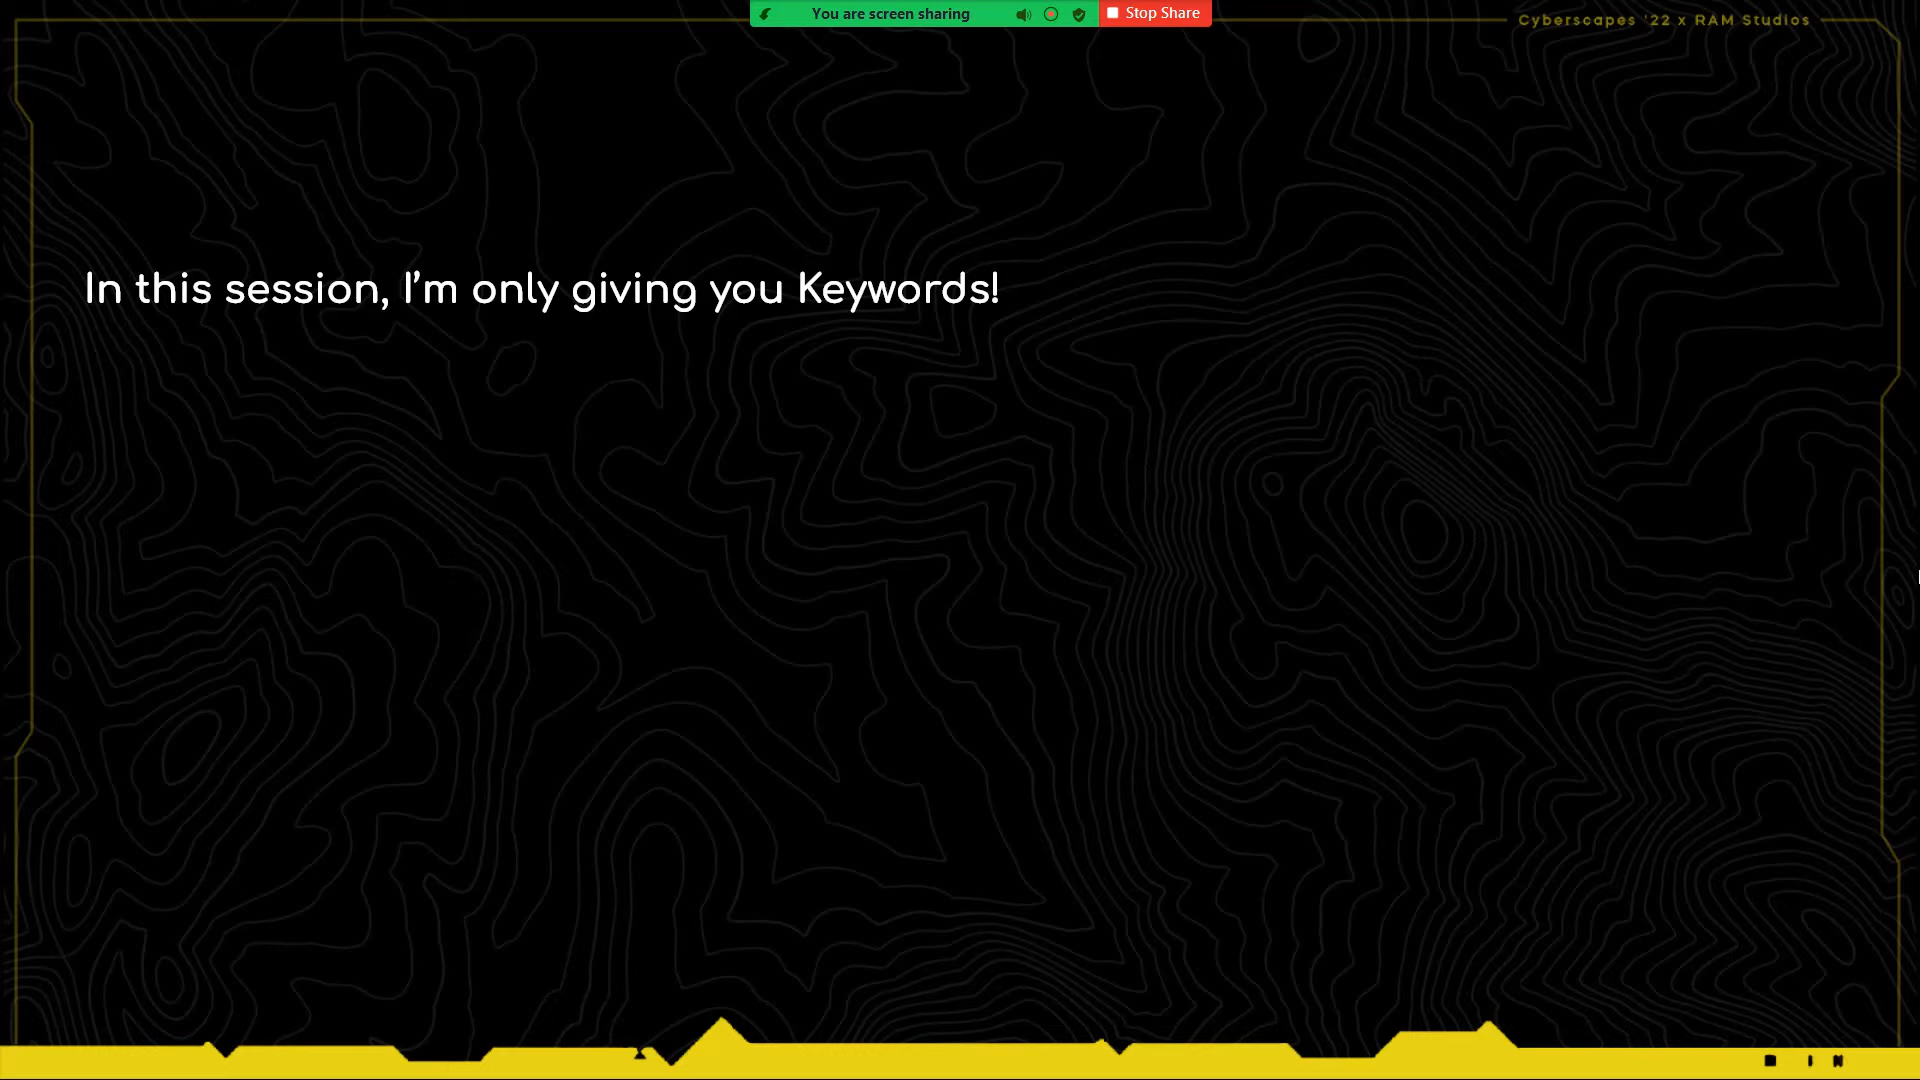 You are screen sharing
Stop Share
Cyberscapes '22 x RAM Studios
In this session, I'm only giving you Keywords!